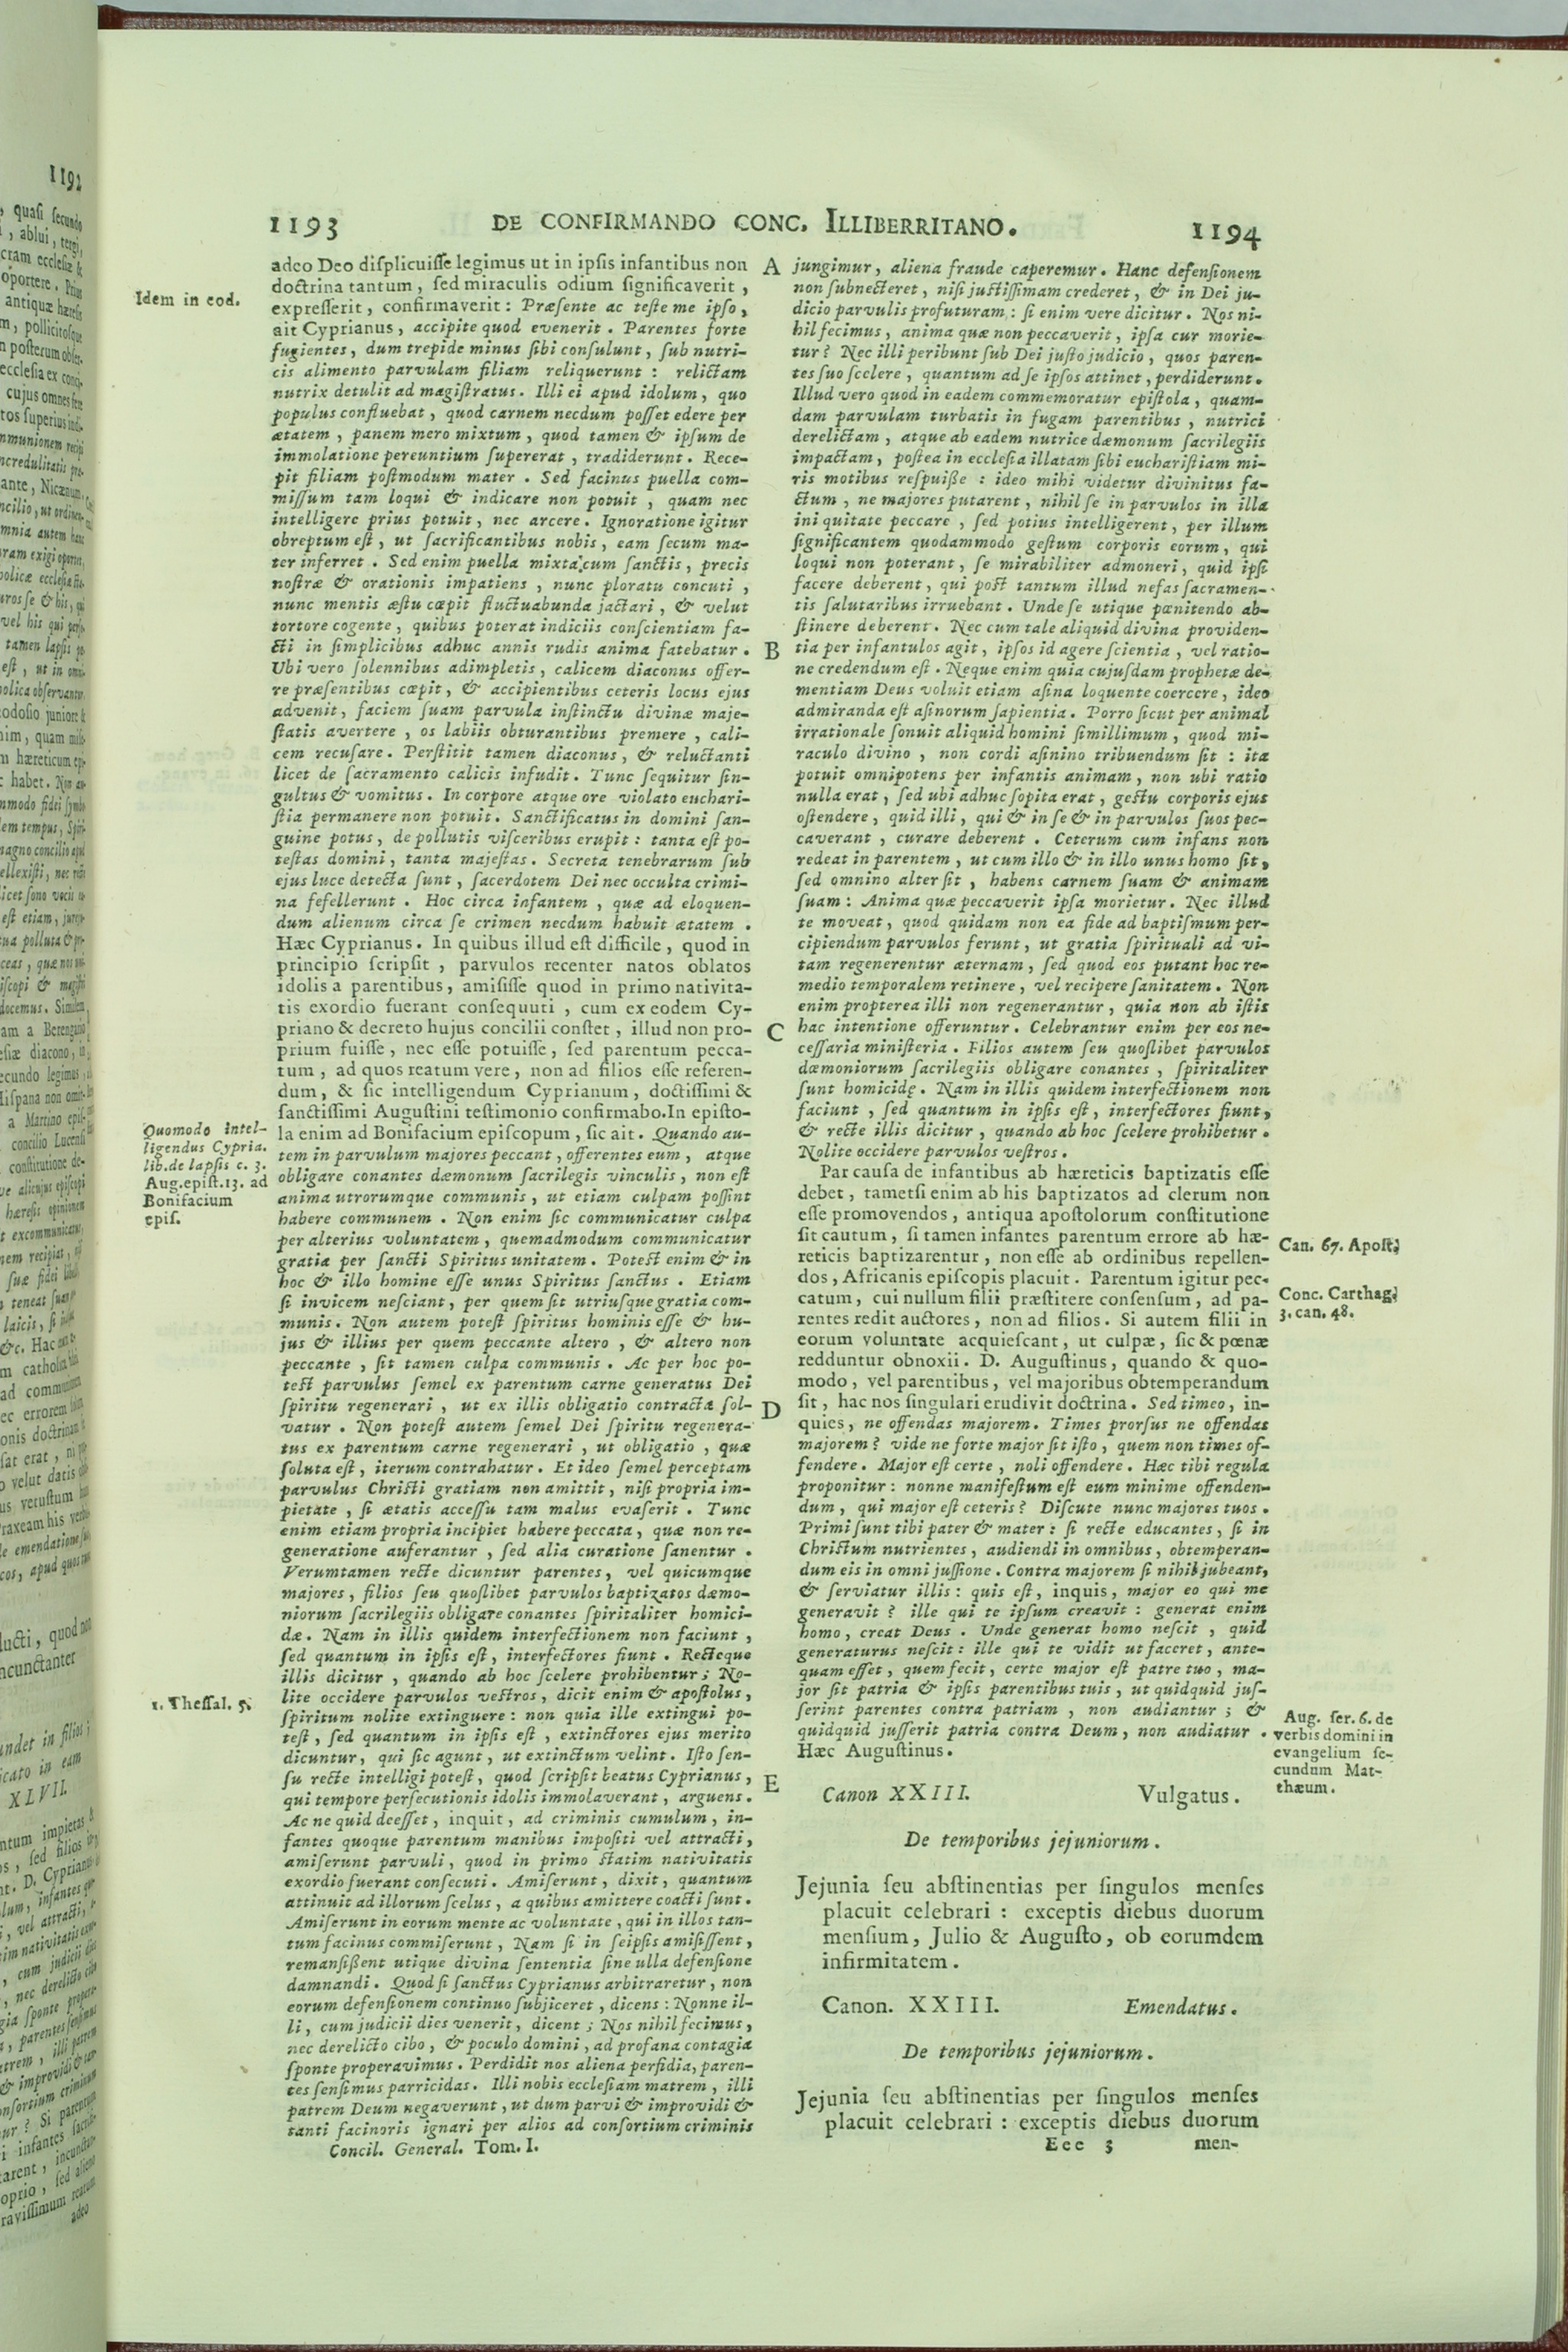 1193 DE CONFIRMANDO CONC. ILLIBERRITANO. 1194
adeo Deo diſplicuiſſe legimus ut in ipſis infantibus non
doctrina tantum, ſed miraculis odium ſignificaverit,
Idem in eod.
expreſſerit, confirmaverit: Præſente ac teſte me ipſo,
ait Cyprianus, accipite quod evenerit. Parentes forte
fugientes, dum trepide minus ſibi conſulunt, ſub nutri-
cis alimento parvulam filiam reliquerunt: relictam
nutrix detulit ad magiſtratus. Illi ei apud idolum, quo
populus confluebat, quod carnem necdum poſſet edere per
ætatem, panem mero mixtum, quod tamen & ipſum de
immolatione pereuntium ſupererat, tradiderunt. Rece-
pit filiam poſtmodum mater. Sed facinus puella com-
miſſum tam loqui & indicare non potuit, quam nec
intelligere prius potuit, nec arcere. Ignoratione igitur
obreptum eſt, ut ſacrificantibus nobis, eam ſecum ma-
ter inferret. Sed enim puella mixta cum ſanctis, precis
noſtræ & orationis impatiens, nunc ploratu concuti,
nunc mentis æſtu cœpit fluctuabunda jactari, & velut
tortore cogente, quibus poterat indiciis conſcientiam fa-
cti in ſimplicibus adhuc annis rudis anima fatebatur.
Ubi vero ſolennibus adimpletis, calicem diaconus offer-
re præſentibus cœpit, & accipientibus ceteris locus ejus
advenit, faciem ſuam parvula inſtinctu divinæ maje-
ſtatis avertere, os labiis obturantibus premere, cali-
cem recuſare. Perſtitit tamen diaconus, & reluctanti
licet de ſacramento calicis infudit. Tunc ſequitur ſin-
gultus & vomitus. In corpore atque ore violato euchari-
ſtia permanere non potuit. Sanctificatus in domini ſan-
guine potus, de pollutis viſceribus erupit: tanta eſt po-
teſtas domini, tanta majeſtas. Secreta tenebrarum ſub
ejus luce detecta ſunt, ſacerdotem Dei nec occulta crimi-
na fefellerunt. Hoc circa infantem, quæ ad eloquen-
dum alienum circa ſe crimen necdum habuit ætatem.
Hæc Cyprianus. In quibus illud eſt difficile, quod in
principio ſcripſit, parvulos recenter natos oblatos
idolis a parentibus, amiſiſſe quod in primo nativita-
tis exordio fuerant conſequuti, cum ex eodem Cy-
priano & decreto hujus concilii conſtet, illud non pro-
prium fuiſſe, nec eſſe potuiſſe, ſed parentum pecca-
tum, ad quos reatum vere, non ad filios eſſe referen-
dum, & ſic intelligendum Cyprianum, doctiſſimi &
ſanctiſſimi Auguſtini teſtimonio confirmabo. In epiſto-
Quomodo intel-
ligendus Cypria.
lib. de lapſis c. 3.
Aug. epiſt. 13. ad
Bonifacium
epiſ.
la enim ad Bonifacium epiſcopum, ſic ait. Quando au-
tem in parvulum majores peccant, offerentes eum, atque
obligare conantes dæmonum ſacrilegis vinculis, non eſt
anima utrorumque communis, ut etiam culpam poſſint
habere communem. Non enim ſic communicatur culpa
per alterius voluntatem, quemadmodum communicatur
gratia per ſancti Spiritus unitatem. Poteſt enim & in
hoc & illo homine eſſe unus Spiritus ſanctus. Etiam
ſi invicem neſciant, per quem ſit utriuſque gratia com-
munis. Non autem poteſt ſpiritus hominis eſſe & hu-
jus & illius per quem peccante altero, & altero non
peccante, ſit tamen culpa communis. Ac per hoc po-
teſt parvulus ſemel ex parentum carne generatus Dei
ſpiritu regenerari, ut ex illis obligatio contracta ſol-
vatur. Non poteſt autem ſemel Dei ſpiritu regenera-
tus ex parentum carne regenerari, ut obligatio, quæ
ſoluta eſt, iterum contrahatur. Et ideo ſemel perceptam
parvulus Chriſti gratiam non amittit, niſi propria im-
pietate, ſi ætatis acceſſu tam malus evaſerit. Tunc
enim etiam propria incipiet habere peccata, quæ non re-
generatione auferantur, ſed alia curatione ſanentur.
Verumtamen recte dicuntur parentes, vel quicumque
majores, filios ſeu quoſlibet parvulos baptizatos dæmo-
niorum ſacrilegiis obligare conantes ſpiritaliter homici-
dæ. Nam in illis quidem interfectionem non faciunt,
ſed quantum in ipſis eſt, interfectores fiunt. Recteque
illis dicitur, quando ab hoc ſcelere prohibentur; No-
1. Theſſal. 5.
lite occidere parvulos veſtros, dicit enim & apoſtolus,
ſpiritum nolite extinguere: non quia ille extingui po-
teſt, ſed quantum in ipſis eſt, extinctores ejus merito
dicuntur, qui ſic agunt, ut extinctum velint. Iſto ſen-
ſu recte intelligi poteſt, quod ſcripſit beatus Cyprianus,
qui tempore perſecutionis idolis immolaverant, arguens.
Ac ne quid deeſſet, inquit, ad criminis cumulum, in-
fantes quoque parentum manibus impoſiti vel attracti,
amiſerunt parvuli, quod in primo ſtatim nativitatis
exordio fuerant conſecuti. Amiſerunt, dixit, quantum
attinuit ad illorum ſcelus, a quibus amittere coacti ſunt.
Amiſerunt in eorum mente ac voluntate, qui in illos tan-
tum facinus commiſerunt, Nam ſi in ſeipſis amiſiſſent,
remanſiſſent utique divina ſententia ſine ulla defenſione
damnandi. Quod ſi ſanctus Cyprianus arbitraretur, non
eorum defenſionem continuo ſubjiceret, dicens: Nonne il-
li, cum judicii dies venerit, dicent; Nos nihil fecimus,
nec derelicto cibo, & poculo domini, ad profana contagia
ſponte properavimus. Perdidit nos aliena perfidia, paren-
tes ſenſimus parricidas. Illi nobis eccleſiam matrem, illi
patrem Deum negaverunt, ut dum parvi & improvidi &
tanti facinoris ignari per alios ad conſortium criminis
Concil. General. Tom. I.
A
B
C
D
E
jungimur, aliena fraude caperemur. Hanc defenſionem
non ſubnecteret, niſi juſtiſſimam crederet, & in Dei ju-
dicio parvulis profuturam: ſi enim vere dicitur. Nos ni-
hil fecimus, anima quæ non peccaverit, ipſa cur morie-
tur? Nec illi peribunt ſub Dei juſto judicio, quos paren-
tes ſuo ſcelere, quantum ad ſe ipſos attinet, perdiderunt.
Illud vero quod in eadem commemoratur epiſtola, quam-
dam parvulam turbatis in fugam parentibus, nutrici
derelictam, atque ab eadem nutrice dæmonum ſacrilegiis
impactam, poſtea in eccleſia illatam ſibi euchariſtiam mi-
ris motibus reſpuiſſe: ideo mihi videtur divinitus fa-
ctum, ne majores putarent, nihil ſe in parvulos in illa
iniquitate peccare, ſed potius intelligerent, per illum
ſignificantem quodammodo geſtum corporis eorum, qui
loqui non poterant, ſe mirabiliter admoneri, quid ipſi
facere deberent, qui poſt tantum illud nefas ſacramen-
tis ſalutaribus irruebant. Unde ſe utique pœnitendo ab-
ſtinere deberent. Nec cum tale aliquid divina providen-
tia per infantulos agit, ipſos id agere ſcientia, vel ratio-
ne credendum eſt. Neque enim quia cujuſdam prophetæ de-
mentiam Deus voluit etiam aſina loquente coercere, ideo
admiranda eſt aſinorum ſapientia. Porro ſicut per animal
irrationale ſonuit aliquid homini ſimillimum, quod mi-
raculo divino, non cordi aſinino tribuendum ſit: ita
potuit omnipotens per infantis animam, non ubi ratio
nulla erat, ſed ubi adhuc ſopita erat, geſtu corporis ejus
oſtendere, quid illi, qui & in ſe & in parvulos ſuos pec-
caverant, curare deberent. Ceterum cum infans non
redeat in parentem, ut cum illo & in illo unus homo ſit,
ſed omnino alter ſit, habens carnem ſuam & animam
ſuam: Anima quæ peccaverit ipſa morietur. Nec illud
te moveat, quod quidam non ea fide ad baptiſmum per-
cipiendum parvulos ferunt, ut gratia ſpirituali ad vi-
tam regenerentur æternam, ſed quod eos putant hoc re-
medio temporalem retinere, vel recipere ſanitatem. Non
enim propterea illi non regenerantur, quia non ab iſtis
hac intentione offeruntur. Celebrantur enim per eos ne-
ceſſaria miniſteria. Filios autem ſeu quoſlibet parvulos
dæmoniorum ſacrilegiis obligare conantes, ſpiritaliter
ſunt homicidę. Nam in illis quidem interfectionem non
faciunt, ſed quantum in ipſis eſt, interfectores fiunt,
& recte illis dicitur, quando ab hoc ſcelere prohibetur.
Nolite occidere parvulos veſtros.
Par cauſa de infantibus ab hæreticis baptizatis eſſe
debet, tametſi enim ab his baptizatos ad clerum non
eſſe promovendos, antiqua apoſtolorum conſtitutione
ſit cautum, ſi tamen infantes parentum errore ab hæ-
Can. 67. Apoſt.
reticis baptizarentur, non eſſe ab ordinibus repellen-
dos, Africanis epiſcopis placuit. Parentum igitur pec-
catum, cui nullum filii præſtitere conſenſum, ad pa-
Conc. Carthag.
3. can. 48.
rentes redit auctores, non ad filios. Si autem filii in
eorum voluntate acquieſcant, ut culpæ, ſic & pœnæ
redduntur obnoxii. D. Auguſtinus, quando & quo-
modo, vel parentibus, vel majoribus obtemperandum
ſit, hac nos ſingulari erudivit doctrina. Sed timeo, in-
quies, ne offendas majorem. Times prorſus ne offendas
majorem? vide ne forte major ſit iſto, quem non times of-
fendere. Major eſt certe, noli offendere. Hæc tibi regula
proponitur: nonne manifeſtum eſt eum minime offenden-
dum, qui major eſt ceteris? Diſcute nunc majores tuos.
Primi ſunt tibi pater & mater: ſi recte educantes, ſi in
Chriſtum nutrientes, audiendi in omnibus, obtemperan-
dum eis in omni juſſione. Contra majorem ſi nihil jubeant,
& ſerviatur illis: quis eſt, inquis, major eo qui me
generavit? ille qui te ipſum creavit: generat enim
homo, creat Deus. Unde generat homo neſcit, quid
generaturus neſcit: ille qui te vidit ut faceret, ante-
quam eſſet, quem fecit, certe major eſt patre tuo, ma-
jor ſit patria & ipſis parentibus tuis, ut quidquid juſ-
ſerint parentes contra patriam, non audiantur; &
quidquid juſſerit patria contra Deum, non audiatur.
Hæc Auguſtinus.
Aug. ſer. 6. de
verbis domini in
evangelium ſe-
cundum Mat-
thæum.
Canon XXIII. Vulgatus.
De temporibus jejuniorum.
Jejunia ſeu abſtinentias per ſingulos menſes
placuit celebrari: exceptis diebus duorum
menſium, Julio & Auguſto, ob eorumdem
infirmitatem.
Canon. XXIII. Emendatus.
De temporibus jejuniorum.
Jejunia ſeu abſtinentias per ſingulos menſes
placuit celebrari: exceptis diebus duorum
Eee 3 men-